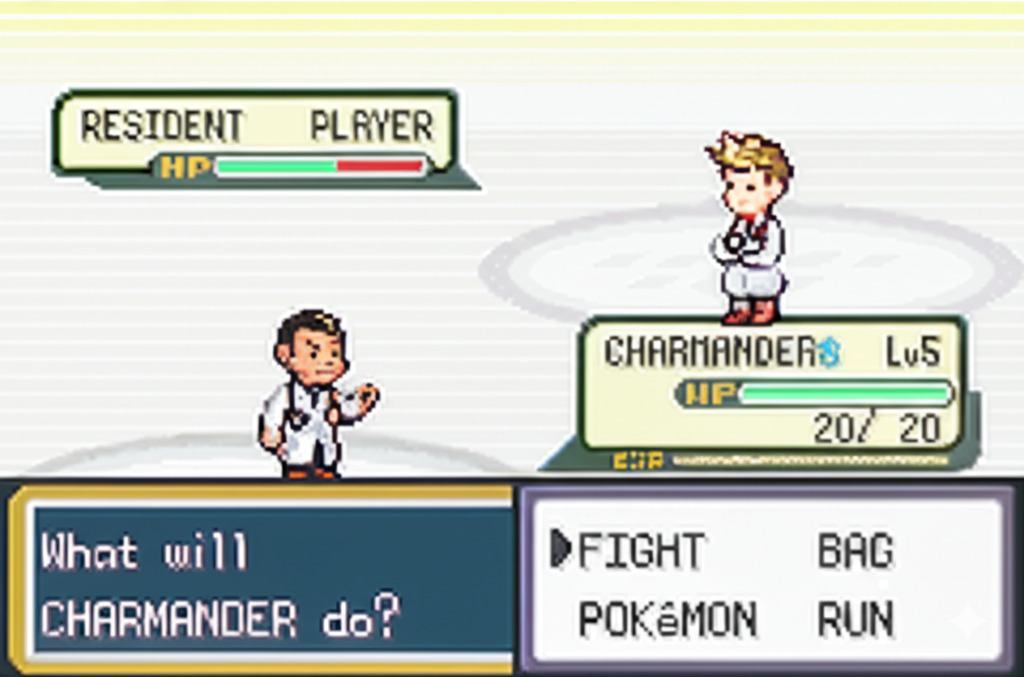 RESIDENT PLAYER
HP
CHARMANDER Lv5
HP
20/ 20
What will
CHARMANDER do?
FIGHT BAG
POKéMON RUN